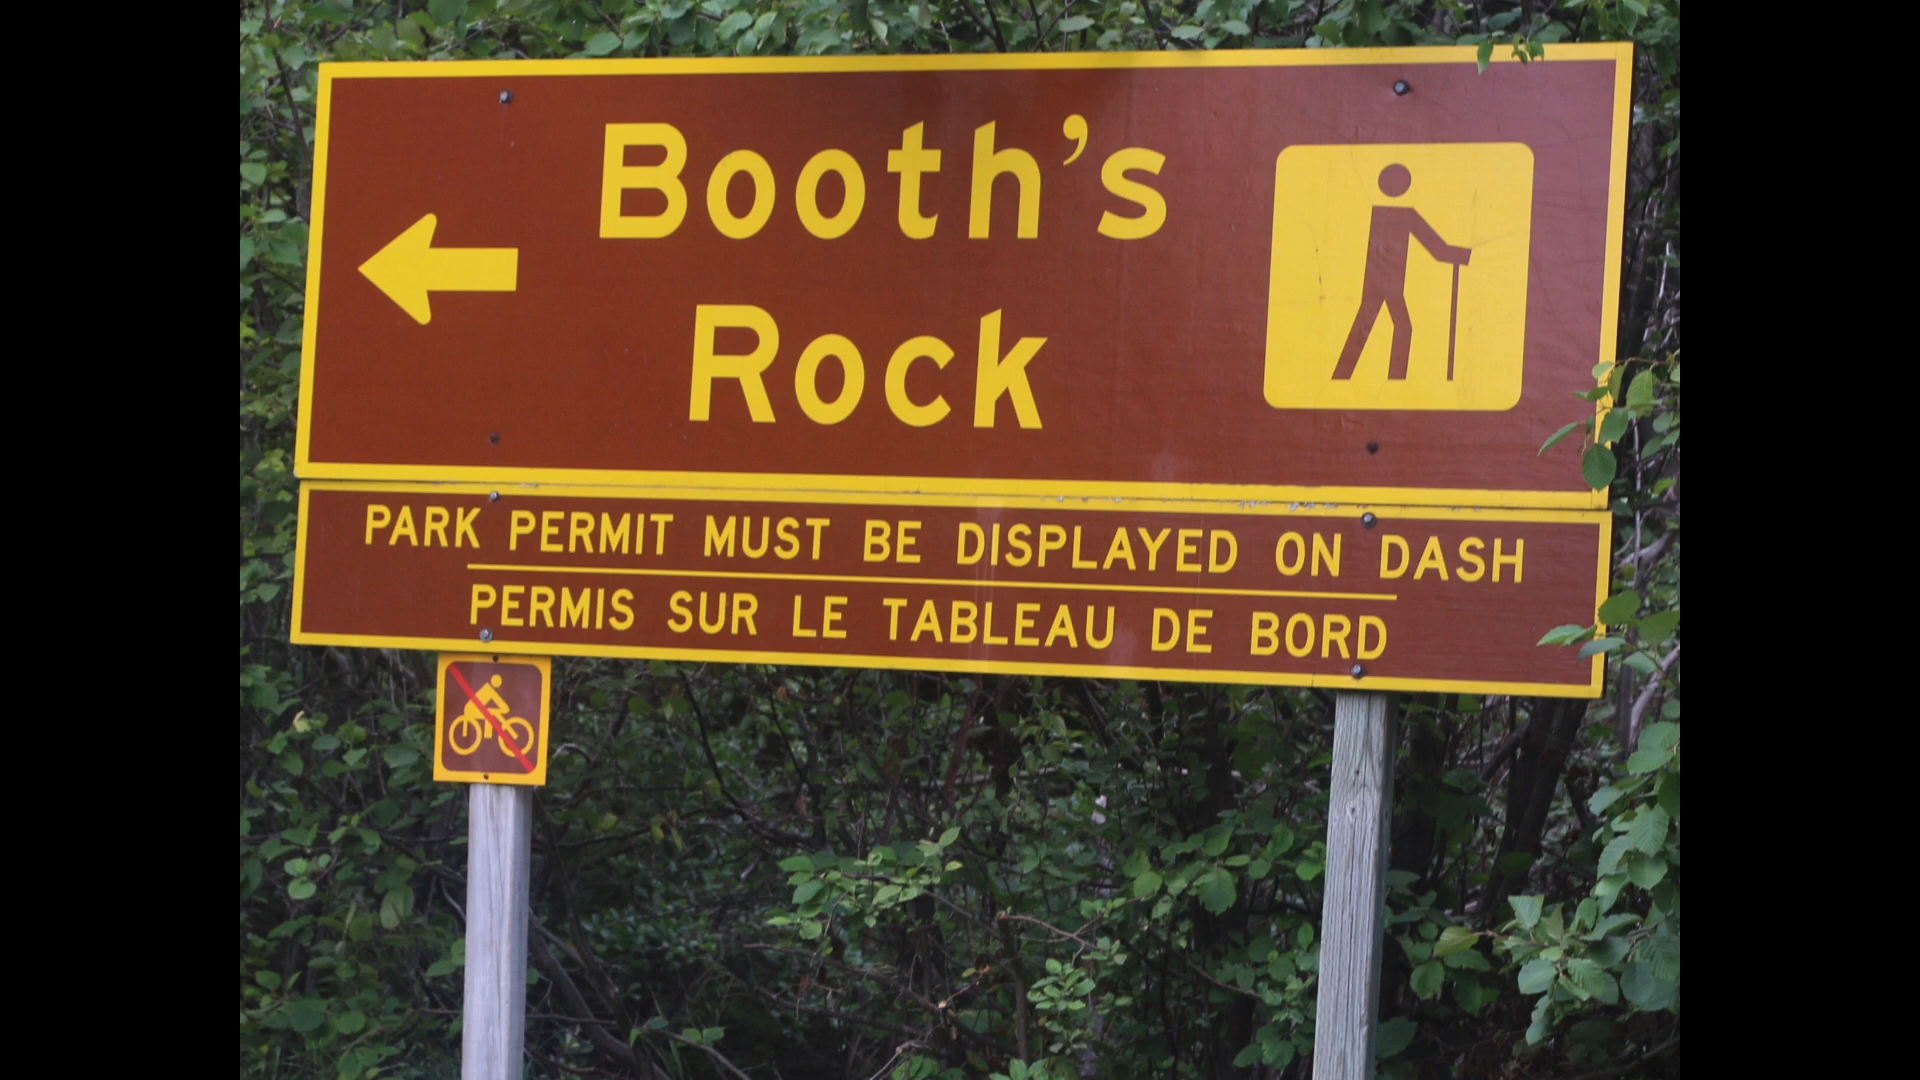 Booth's
Rock
PARK PERMIT MUST BE DISPLAYED ON DASH
PERMIS SUR LE TABLEAU DE BORD